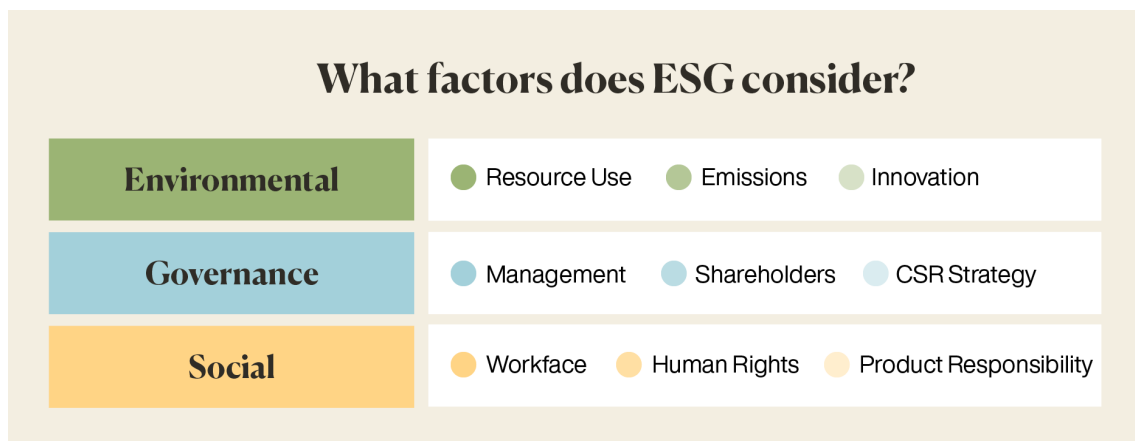 What factors does ESG consider?
Environmental
Resource Use Emissions Innovation
Governance
Management Shareholders CSR Strategy
Social
Workface Human Rights Product Responsibility